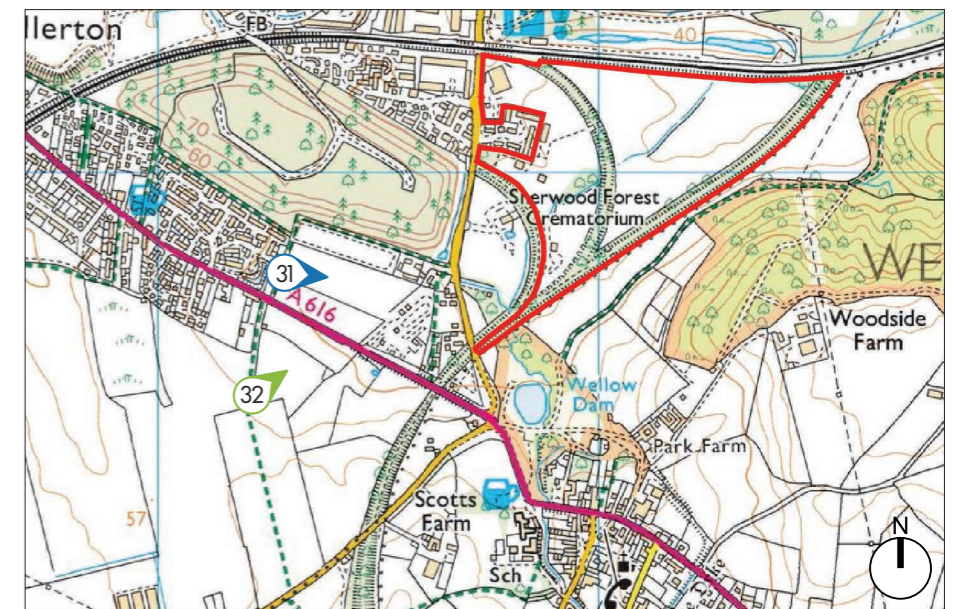 llerton
FB
40
70
60
Sherwood Forest
Crematorium
31
A616
WE
Woodside
Farm
32
Wellow
Dam
Park Farm
57
Scotts
Farm
Sch
N